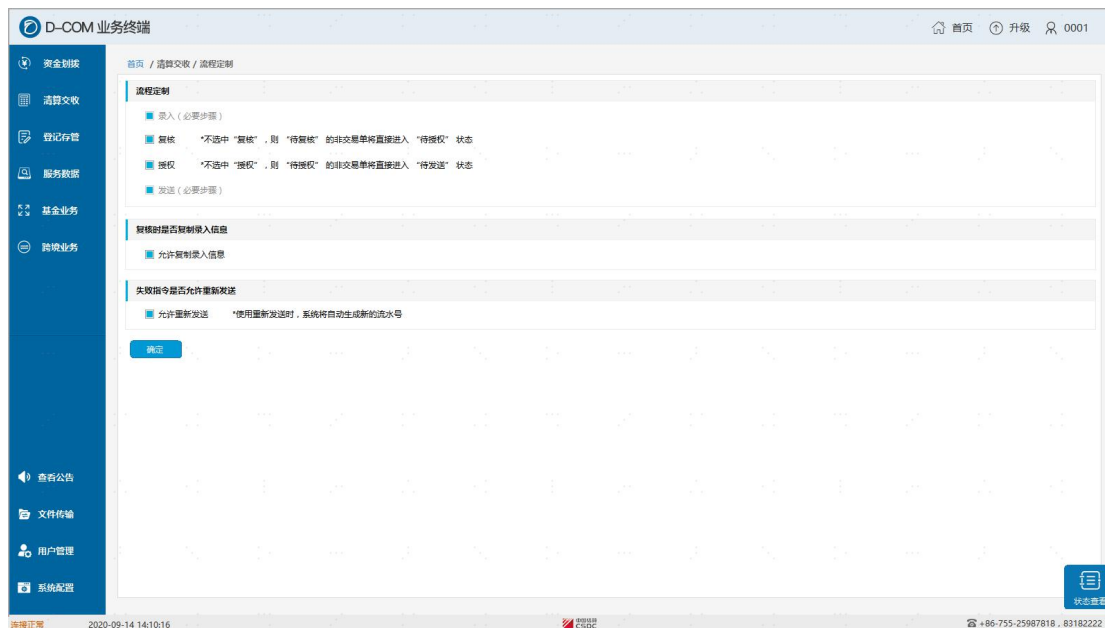 D-COM 业务终端
首页 升级 0001
资金划拨
清算交收
登记存管
服务数据
基金业务
跨境业务
查看公告
文件传输
用户管理
系统配置
首页 / 清算交收 / 流程定制
流程定制
录入(必要步骤)
复核 *不选中“复核”,则“待复核”的非交易单将直接进入“待授权”状态
授权 *不选中“授权”,则“待授权”的非交易单将直接进入“待发送”状态
发送(必要步骤)
复核时是否复制录入信息
允许复制录入信息
失败指令是否允许重新发送
允许重新发送 *使用重新发送时,系统将自动生成新的流水号
确定
状态查看
连接正常 2020-09-14 14:10:16 中国结算 CSDC +86-755-25987818 , 83182222